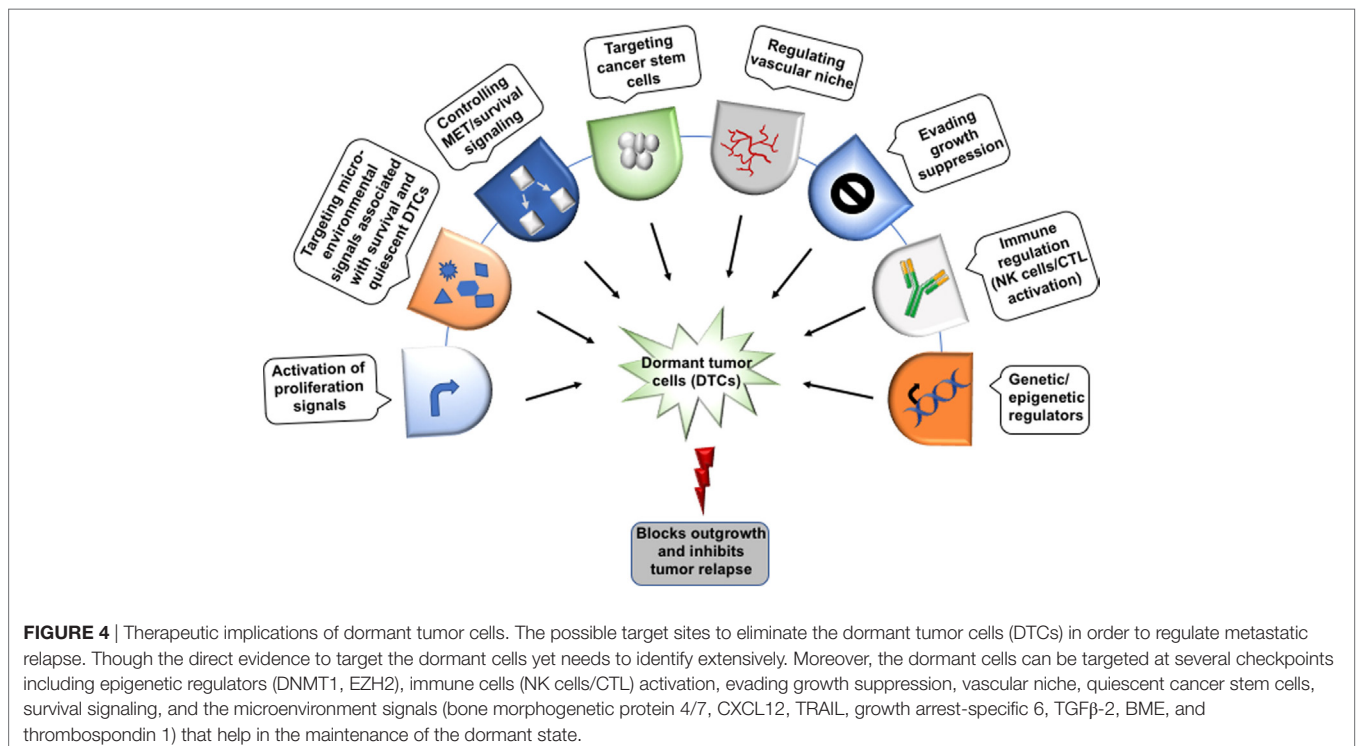 Activation of
proliferation
signals
Targeting micro-
environmental
signals associated
with survival and
quiescent DTCs
Controlling
MET/survival
signaling
Targeting
cancer stem
cells
Regulating
vascular niche
Evading
growth
suppression
Immune
regulation
(NK cells/CTL
activation)
Genetic/
epigenetic
regulators
Dormant tumor
cells (DTCs)
Blocks outgrowth
and inhibits
tumor relapse
FIGURE 4 | Therapeutic implications of dormant tumor cells. The possible target sites to eliminate the dormant tumor cells (DTCs) in order to regulate metastatic
relapse. Though the direct evidence to target the dormant cells yet needs to identify extensively. Moreover, the dormant cells can be targeted at several checkpoints
including epigenetic regulators (DNMT1, EZH2), immune cells (NK cells/CTL) activation, evading growth suppression, vascular niche, quiescent cancer stem cells,
survival signaling, and the microenvironment signals (bone morphogenetic protein 4/7, CXCL12, TRAIL, growth arrest-specific 6, TGFβ-2, BME, and
thrombospondin 1) that help in the maintenance of the dormant state.